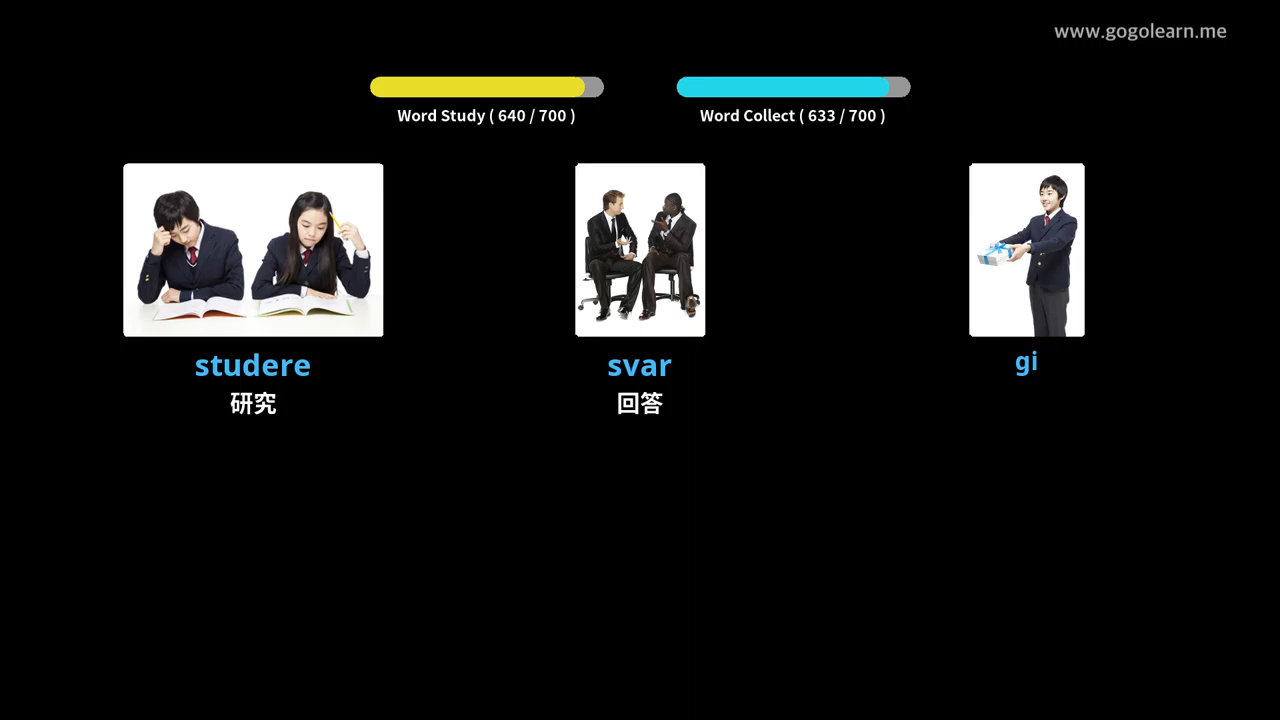 www.gogolearn.me
Word Study ( 640 / 700 )
Word Collect ( 633 / 700 )
studere
研究
svar
回答
gi